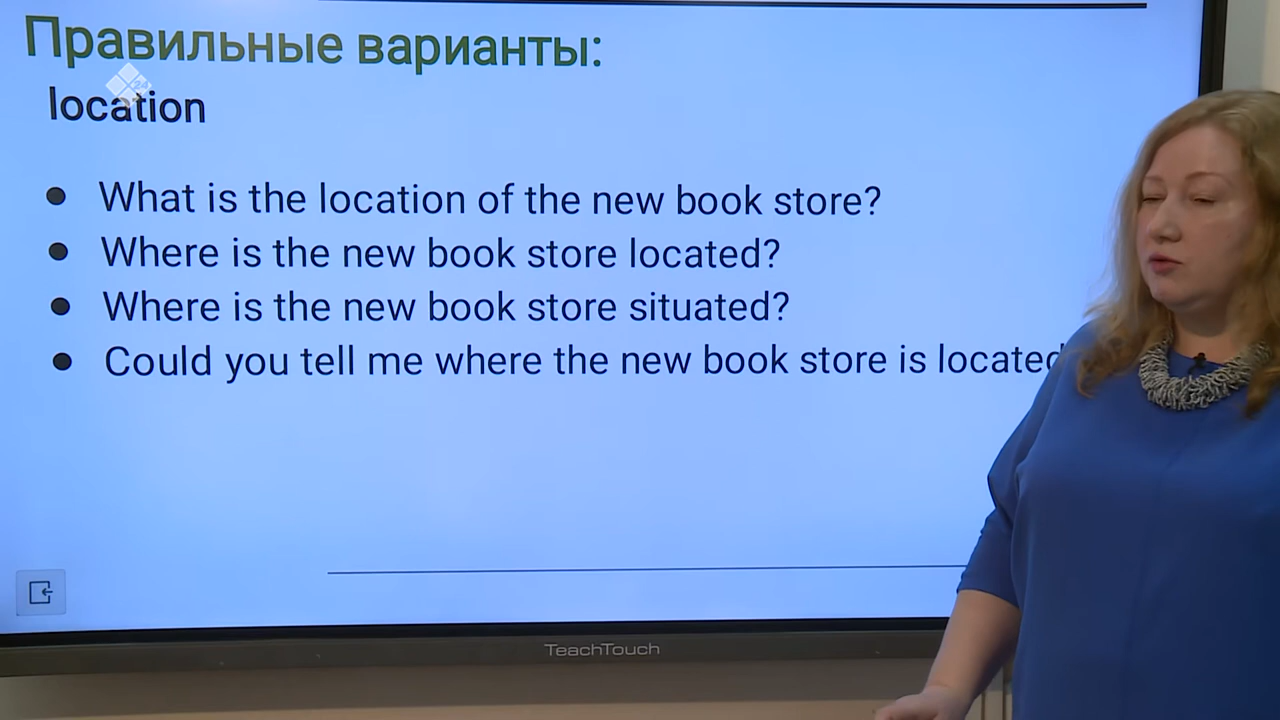 Правильные варианты:
24
location
What is the location of the new book store?
Where is the new book store located?
Where is the new book store situated?
Could you tell me where the new book store is located
TeachTouch